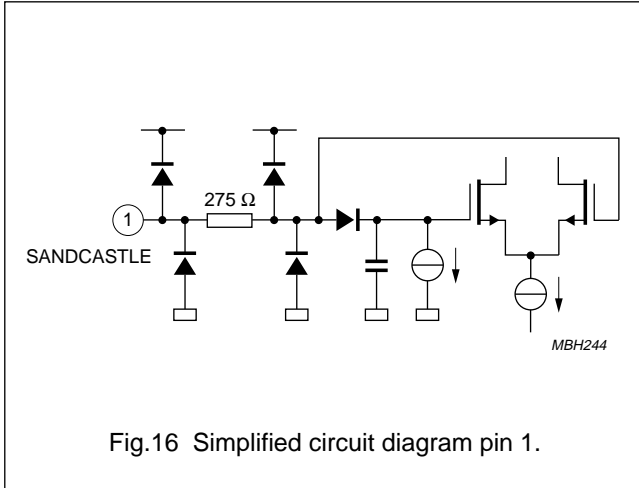 275 Ω
1
SANDCASTLE
MBH244
Fig.16 Simplified circuit diagram pin 1.